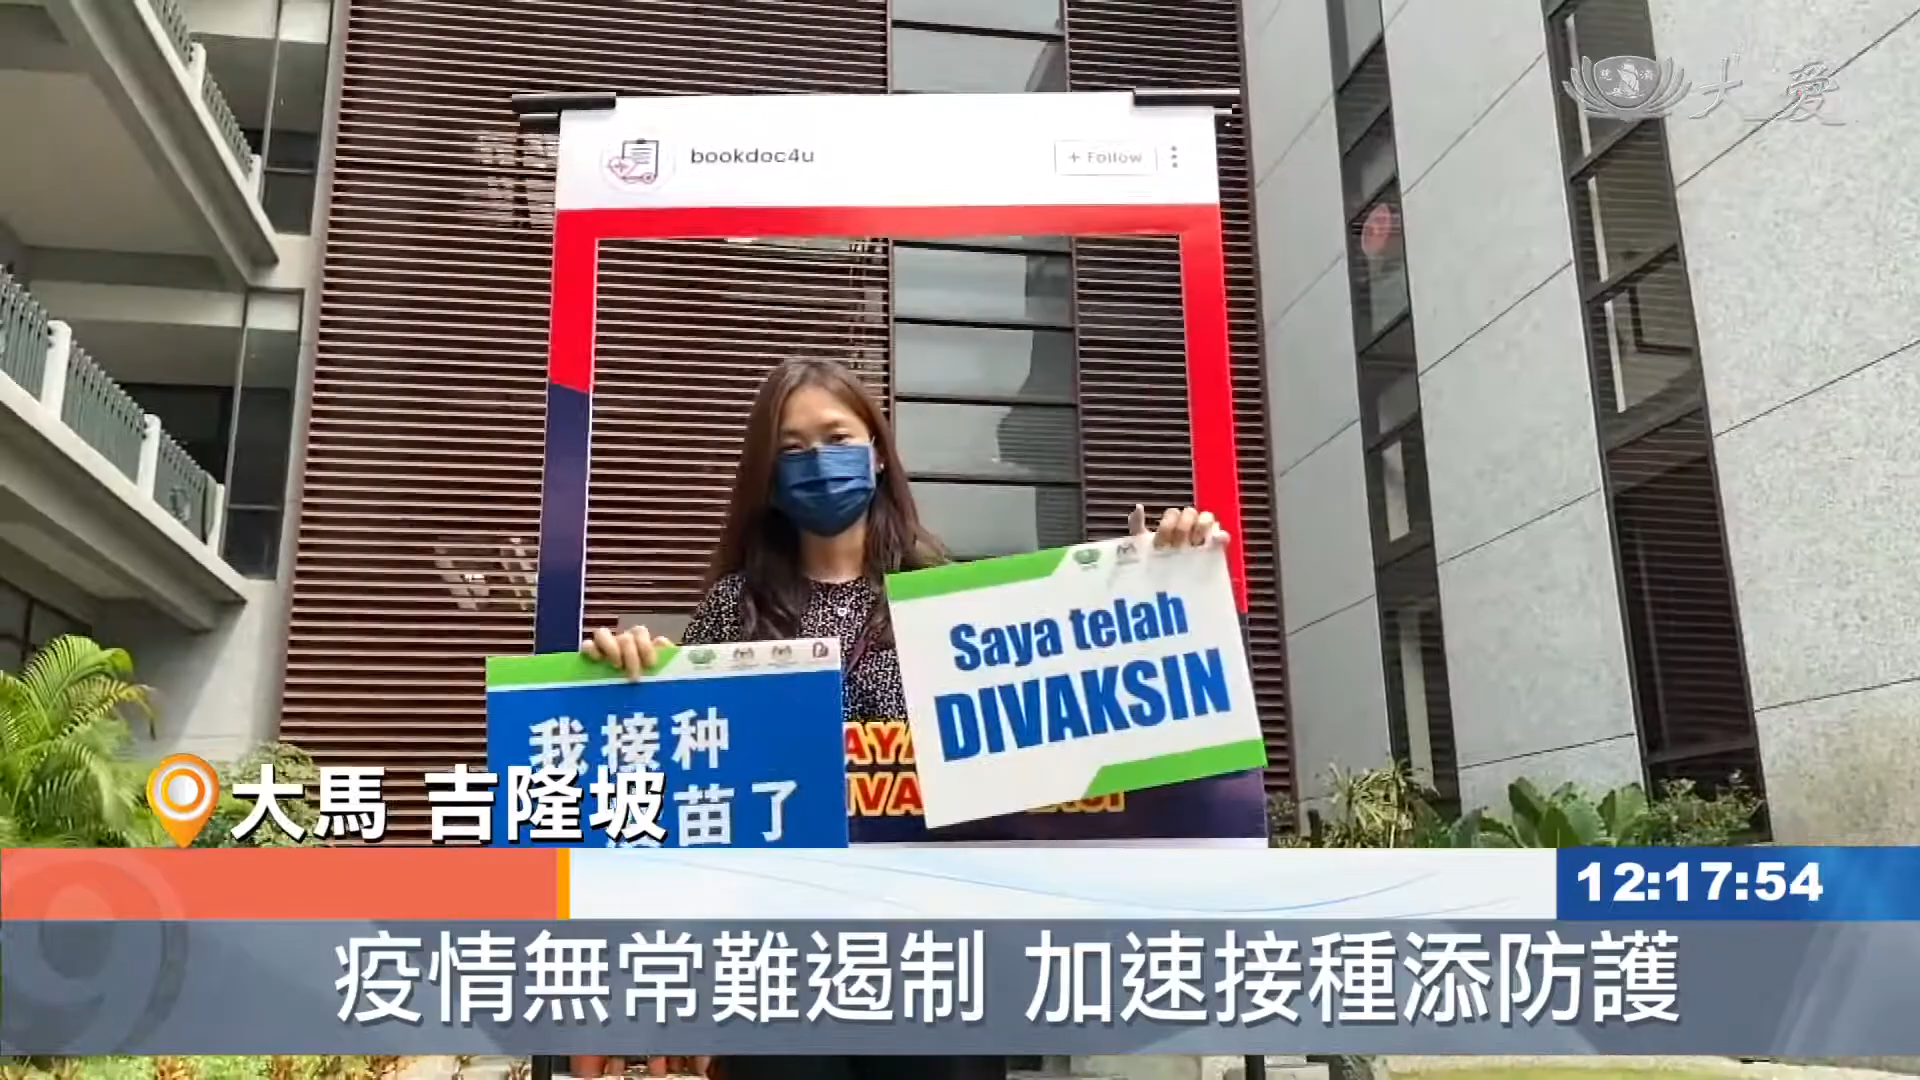 大愛
bookdoc4u
+ Follow
Saya telah
DIVAKSIN
我接种
苗了
大馬 吉隆坡
12:17:54
疫情無常難遏制 加速接種添防護